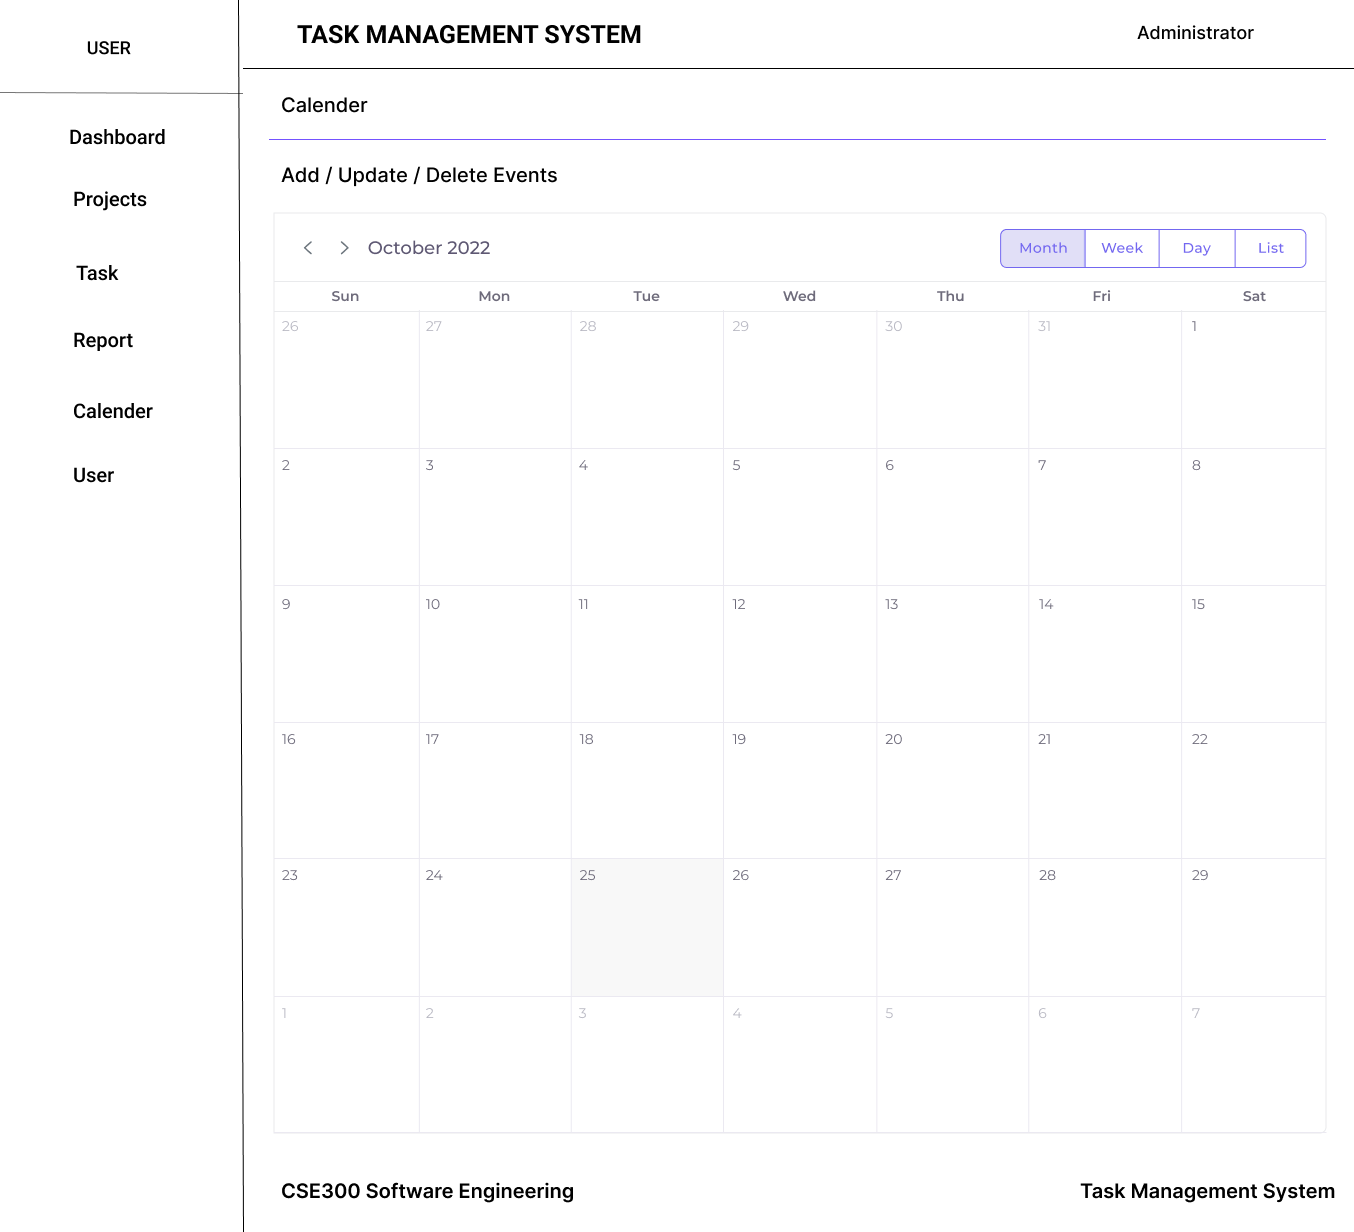 USER
Dashboard
Projects
Task
Report
Calender
User
TASK MANAGEMENT SYSTEM
Administrator
Calender
Add / Update / Delete Events
October 2022
Month Week Day List
Sun Mon Tue Wed Thu Fri Sat
26 27 28 29 30 31 1
2 3 4 5 6 7 8
9 10 11 12 13 14 15
16 17 18 19 20 21 22
23 24 25 26 27 28 29
1 2 3 4 5 6 7
CSE300 Software Engineering
Task Management System